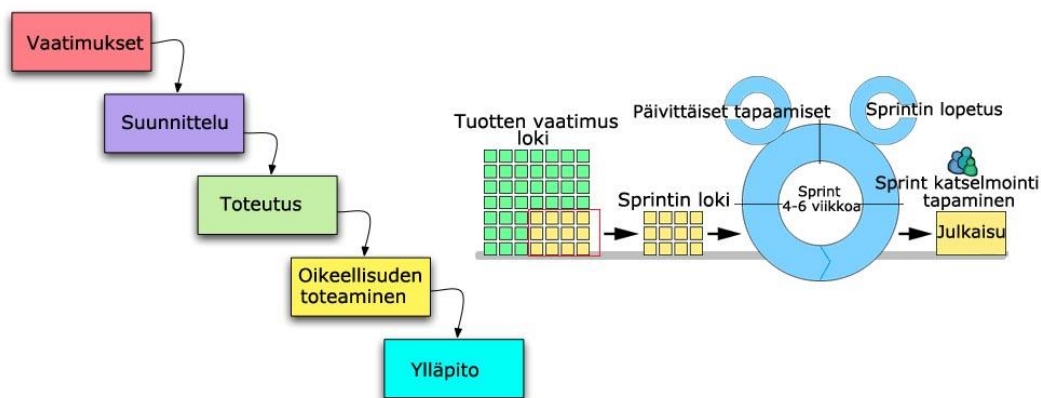 Vaatimukset
Suunnittelu
Toteutus
Oikeellisuden
toteaminen
Ylläpito
Tuotten vaatimus
loki
Sprintin loki
Päivittäiset tapaamiset
Sprintin lopetus
Sprint
4-6 viikkoa
Sprint katselmointi
tapaminen
Julkaisu